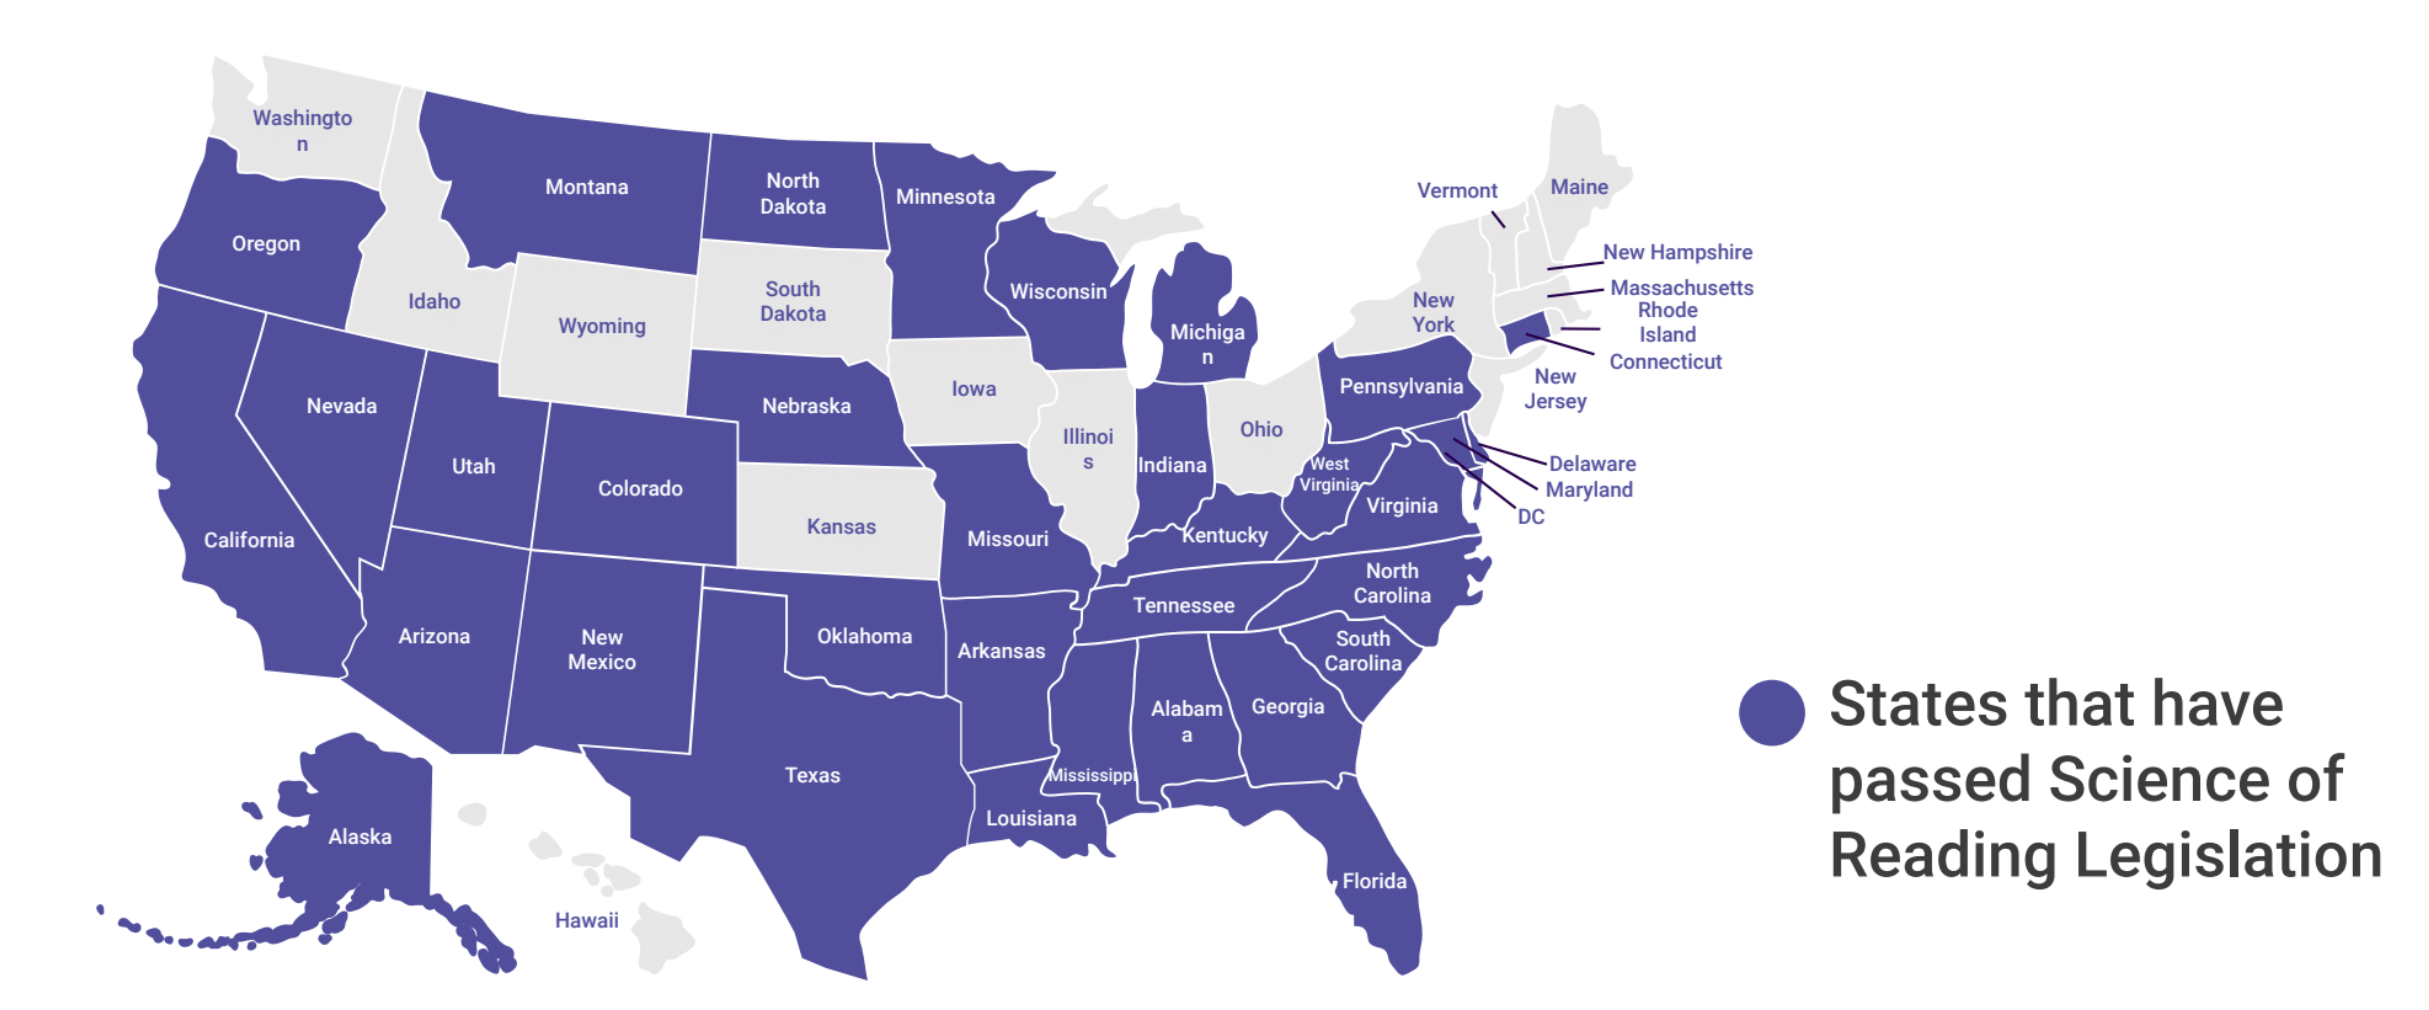 Washingto
n
Montana
North
Dakota
Minnesota
Vermont
Maine
Oregon
New Hampshire
Idaho
South
Dakota
Wisconsin
Massachusetts
Wyoming
New
York
Rhode
Island
Michiga
n
Connecticut
Nevada
Nebraska
Iowa
Pennsylvania
New
Jersey
Illinoi
s
Ohio
Utah
Colorado
Indiana
West
Virginia
Delaware
Maryland
Virginia
DC
California
Kansas
Missouri
Kentucky
North
Carolina
Tennessee
Arizona
New
Mexico
Oklahoma
Arkansas
South
Carolina
Alabam
a
Georgia
Texas
Mississippi
Louisiana
Alaska
Hawaii
Florida
States that have
passed Science of
Reading Legislation